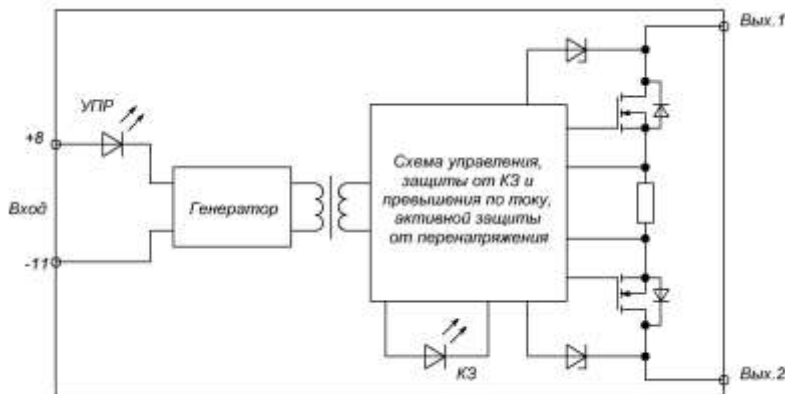 Вых.1
УПР
+8
Вход
-11
Генератор
Схема управления,
защиты от КЗ и
превышения по току,
активной защиты
от перенапряжения
КЗ
Вых.2